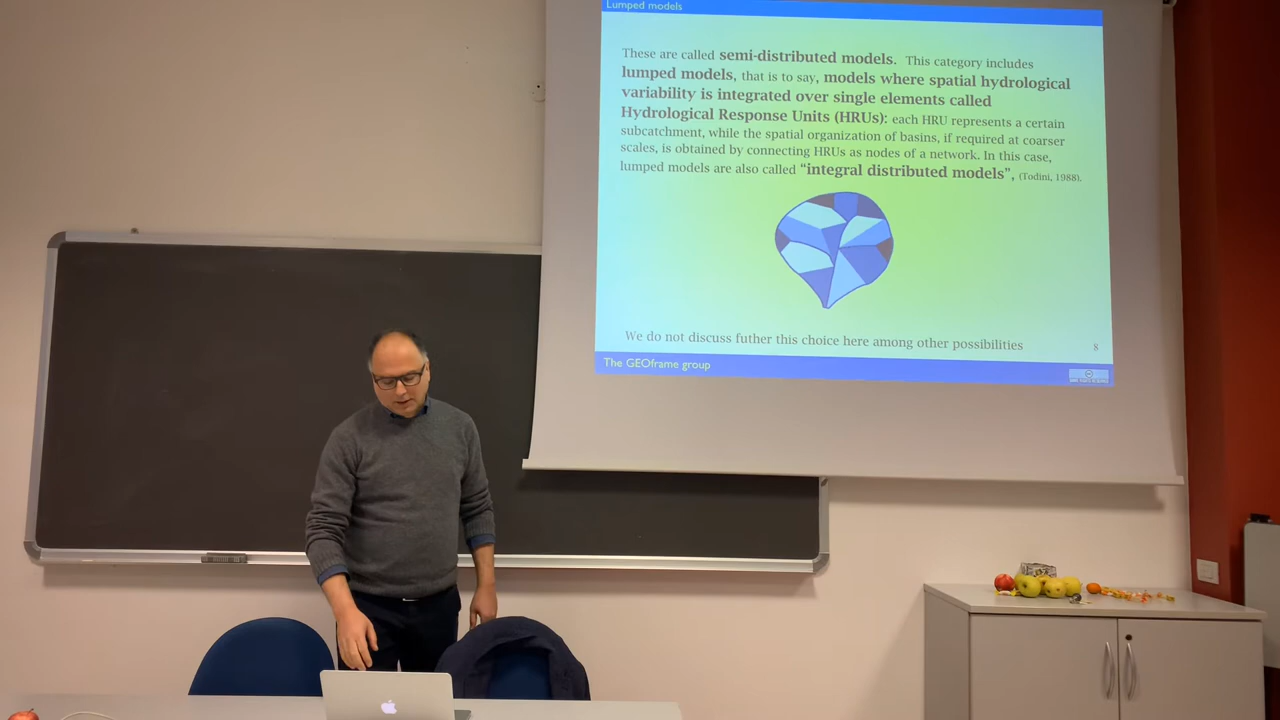 Lumped models
These are called semi-distributed models. This category includes
lumped models, that is to say, models where spatial hydrological
variability is integrated over single elements called
Hydrological Response Units (HRUs): each HRU represents a certain
subcatchment, while the spatial organization of basins, if required at coarser
scales, is obtained by connecting HRUs as nodes of a network. In this case,
lumped models are also called “integral distributed models”, (Todini, 1988).
We do not discuss futher this choice here among other possibilities
8
The GEOframe group